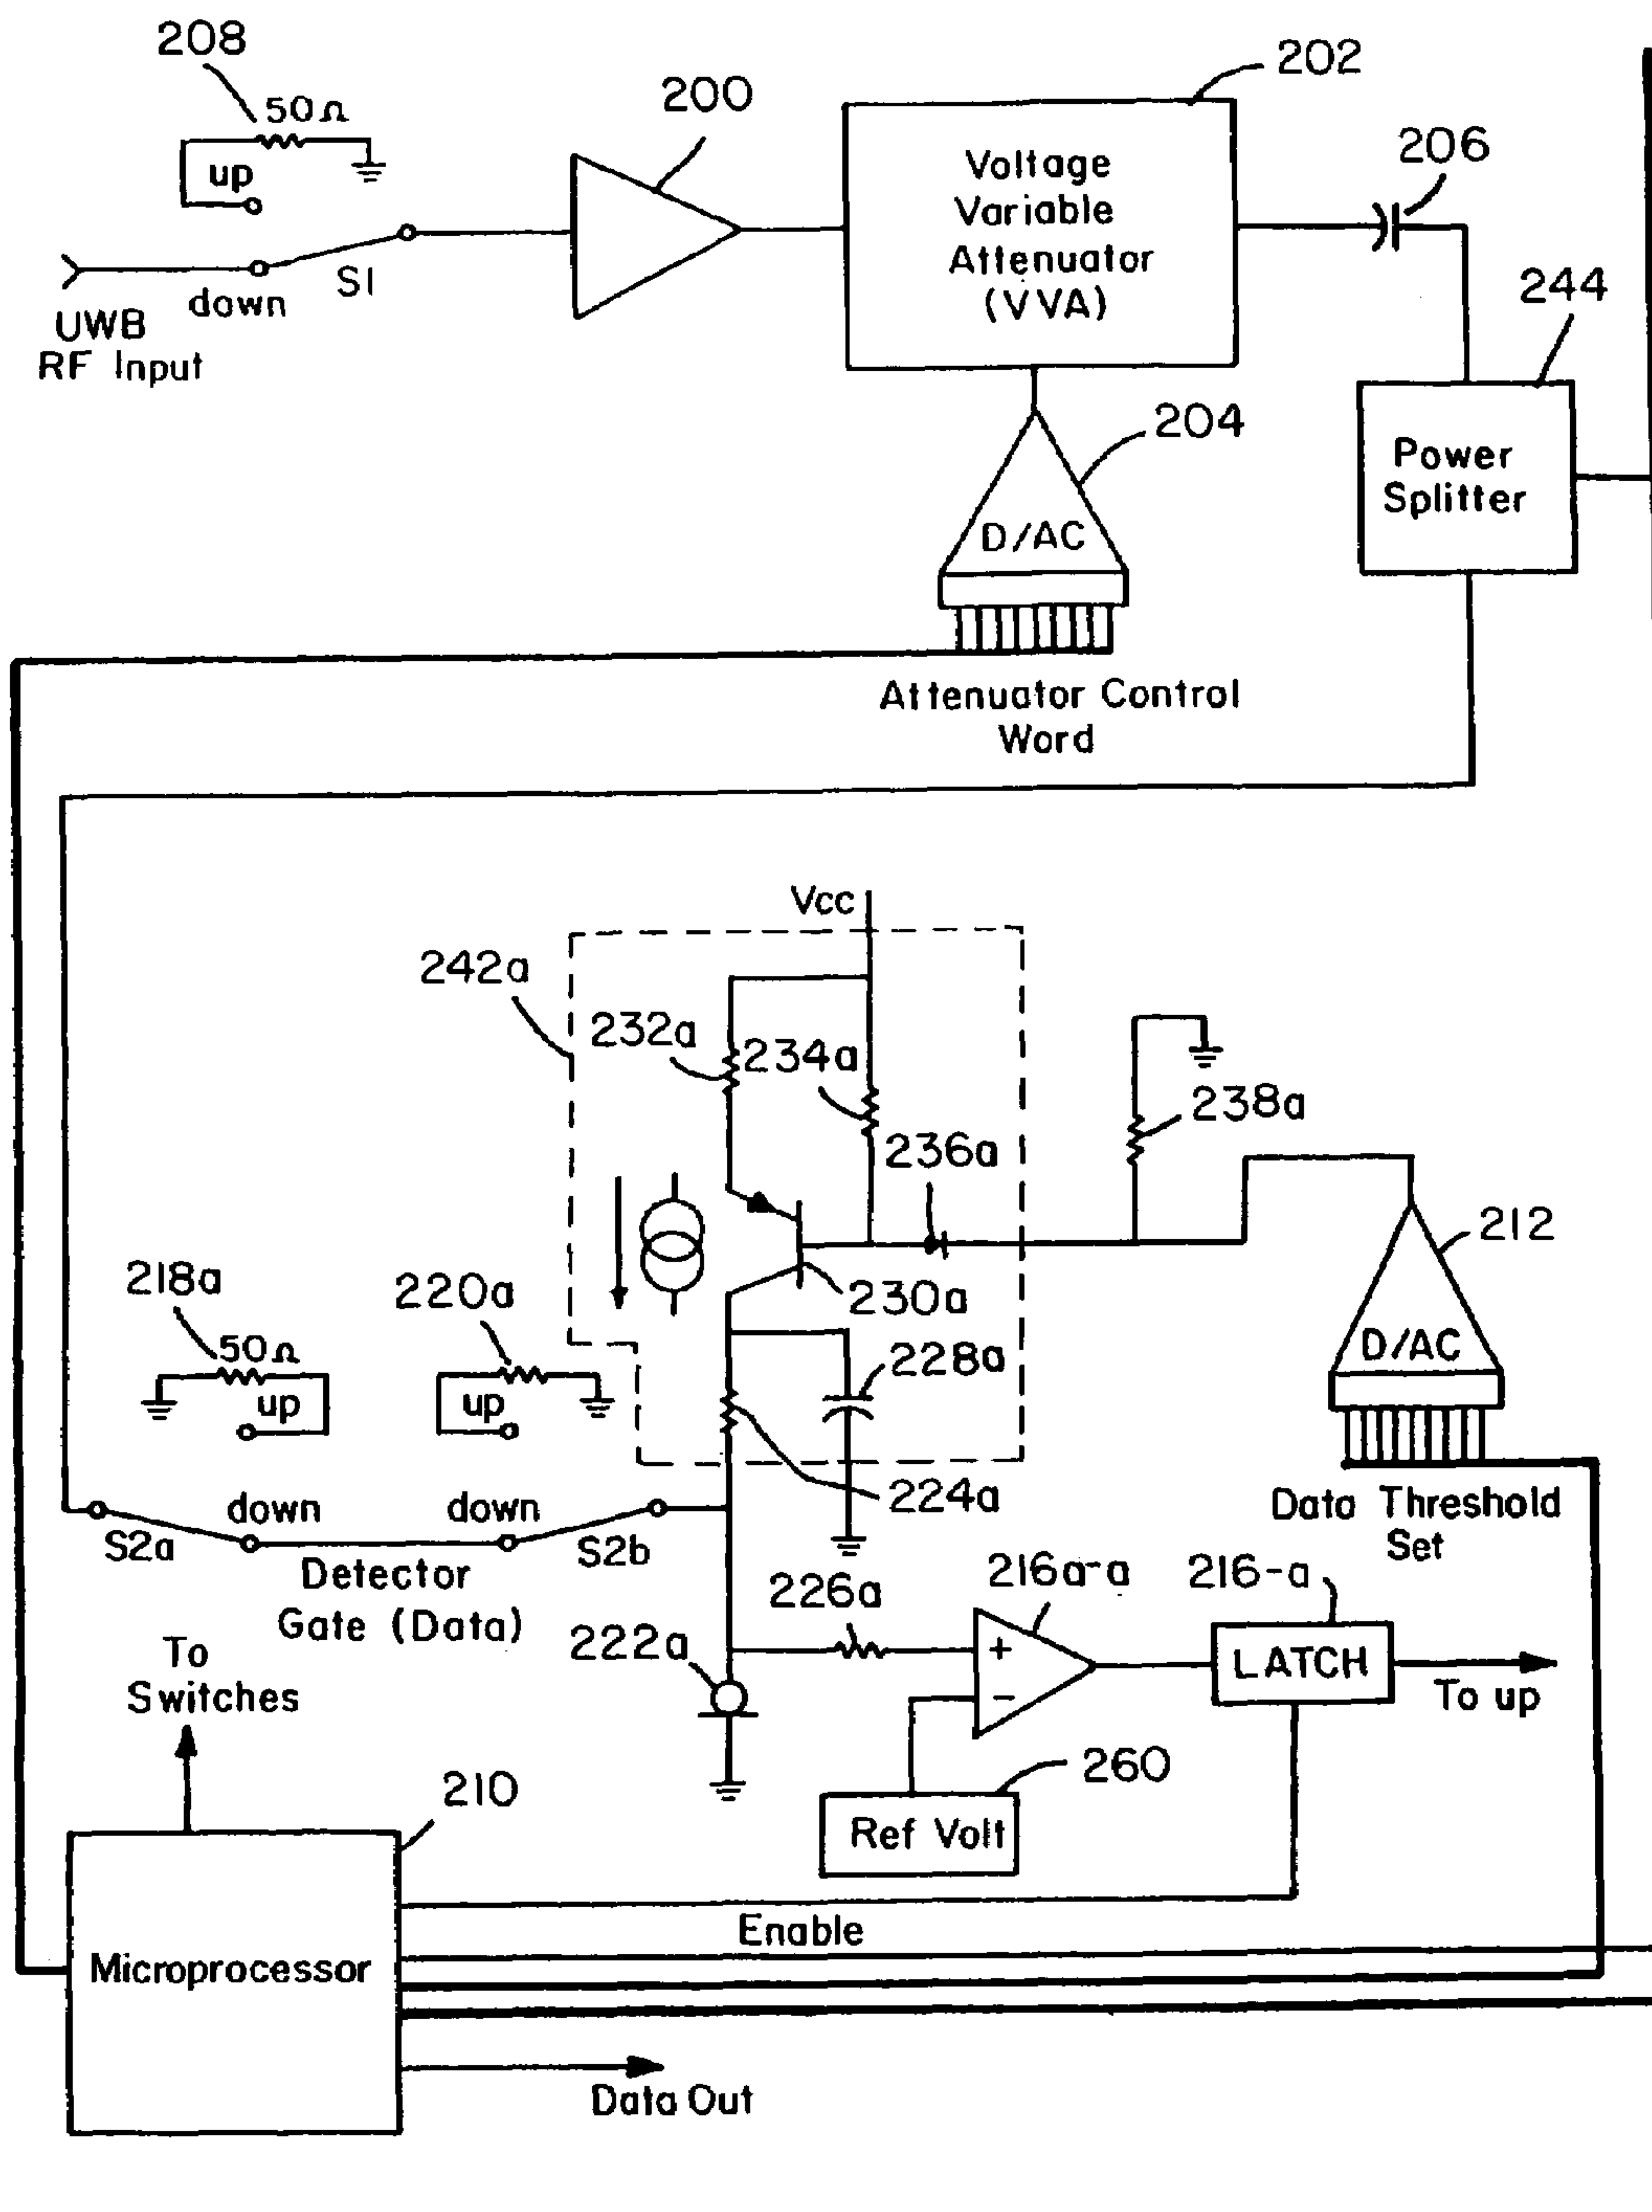 208
50Ω
up
200
202
Voltage
Variable
Attenuator
(VVA)
206
S1
down
UWB
RF Input
244
204
Power
Splitter
D/AC
Attenuator Control
Word
Vcc
242a
232a
234a
238a
236a
212
218a
220a
230a
50Ω
up
up
228a
D/AC
224a
down
down
S2a
S2b
Data Threshold
Set
Detector
Gate (Data)
226a
216a-a
216-a
222a
+
−
LATCH
To up
To
Switches
260
210
Ref Volt
Enable
Microprocessor
Data Out